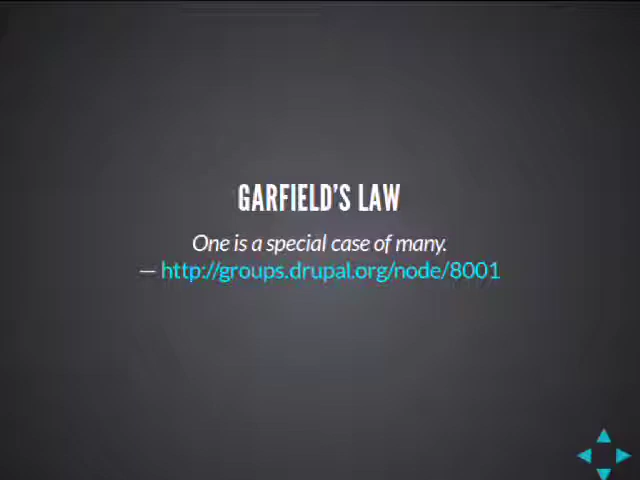 GARFIELD'S LAW
One is a special case of many.
— http://groups.drupal.org/node/8001